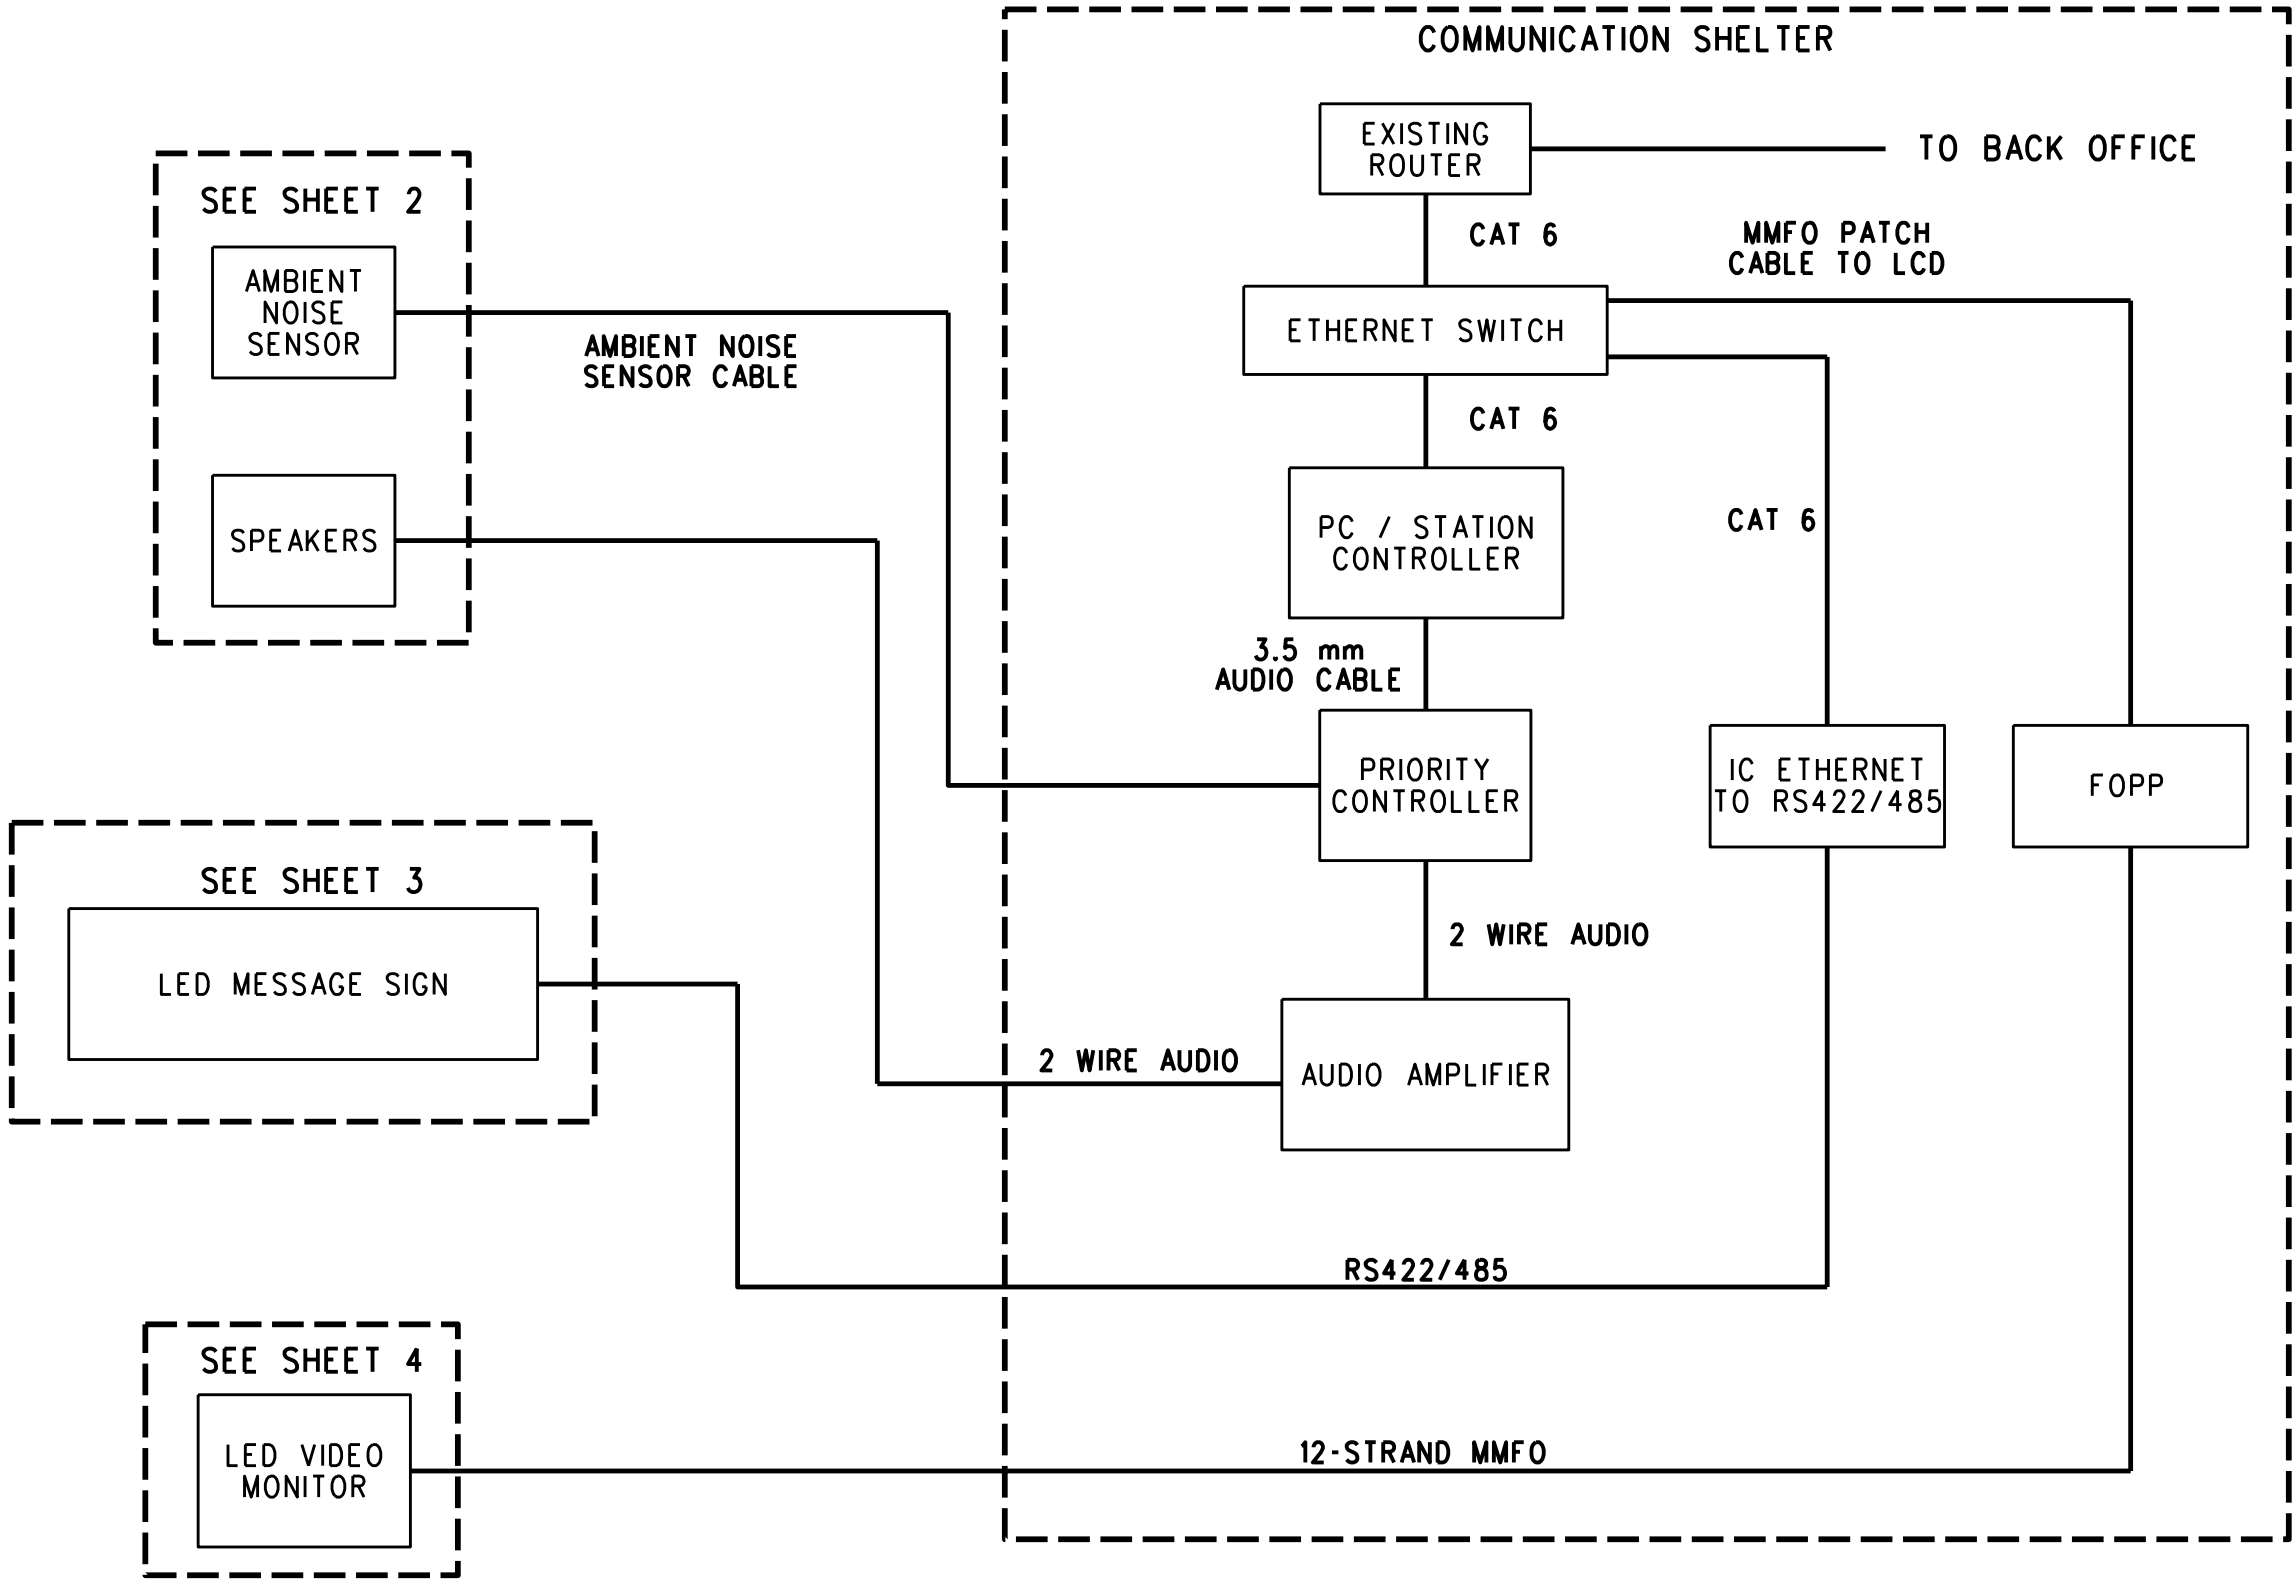 COMMUNICATION SHELTER
EXISTING
ROUTER
TO BACK OFFICE
SEE SHEET 2
CAT 6
MMFO PATCH
CABLE TO LCD
AMBIENT
NOISE
SENSOR
ETHERNET SWITCH
AMBIENT NOISE
SENSOR CABLE
CAT 6
SPEAKERS
PC / STATION
CONTROLLER
CAT 6
3.5 mm
AUDIO CABLE
PRIORITY
CONTROLLER
IC ETHERNET
TO RS422/485
FOPP
SEE SHEET 3
LED MESSAGE SIGN
2 WIRE AUDIO
2 WIRE AUDIO
AUDIO AMPLIFIER
RS422/485
SEE SHEET 4
LED VIDEO
MONITOR
12-STRAND MMFO